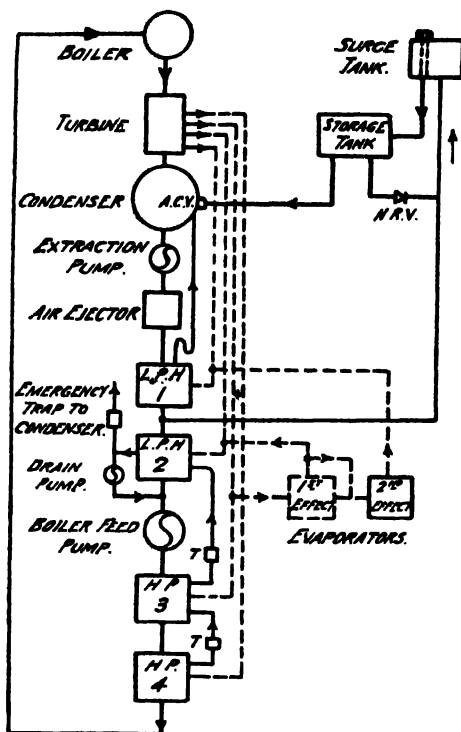 BOILER
SURGE
TANK.
TURBINE
STORAGE
TANK
CONDENSER
A.C.V.
N.R.V.
EXTRACTION
PUMP.
AIR EJECTOR
L.P.H
1
EMERGENCY
TRAP TO
CONDENSER.
L.P.H
2
DRAIN
PUMP.
1ST
EFFECT
2ND
EFFECT
EVAPORATORS.
BOILER FEED
PUMP.
T
H P
3
T
H P.
4